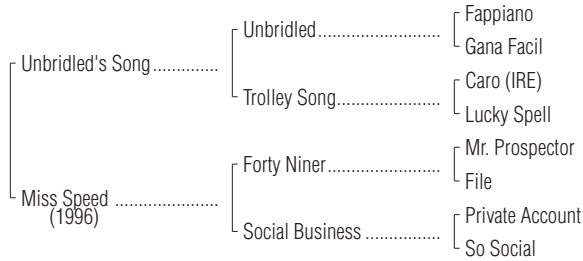 Fappiano
Unbridled
Gana Facil
Unbridled's Song
Caro (IRE)
Trolley Song
Lucky Spell
Mr. Prospector
Forty Niner
File
Miss Speed
(1996)
Private Account
Social Business
So Social